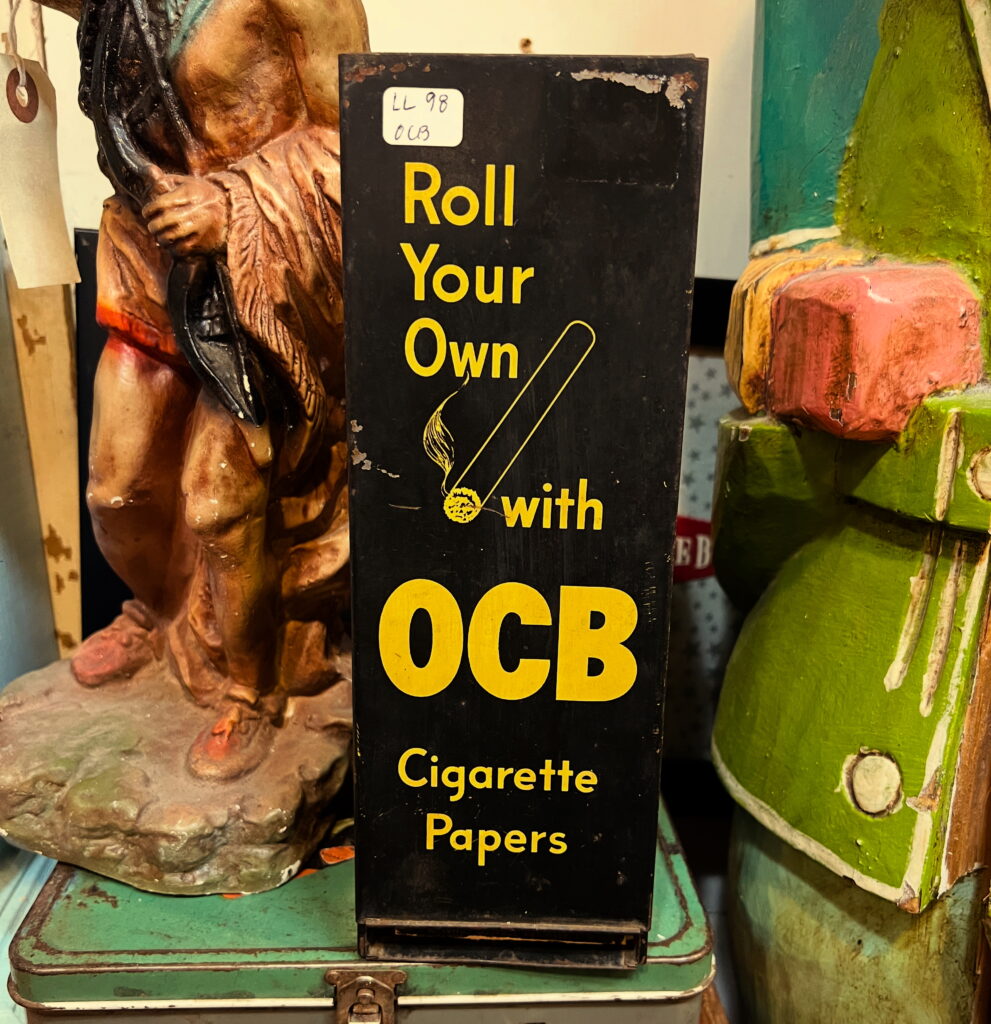 LL 98
OCB
Roll
Your
Own
with
OCB
Cigarette
Papers